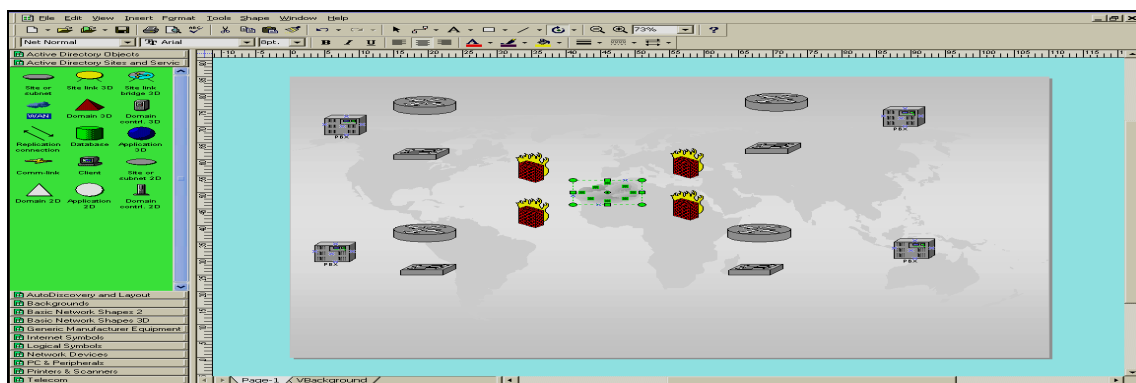 File Edit View Insert Format Tools Shape Window Help
73%
Net Normal Arial 8pt. B I U
Active Directory Objects
Active Directory Sites and Servic
Site or subnet
Site link 3D
Site link bridge 3D
WAN
Domain 3D
Domain contrl. 3D
Replication connection
Database
Application 3D
Comm-link
Client
Site or subnet 2D
Domain 2D
Application 2D
Domain contrl. 2D
AutoDiscovery and Layout
Backgrounds
Basic Network Shapes 2
Basic Network Shapes 3D
Generic Manufacturer Equipment
Internet Symbols
Logical Symbols
Network Devices
PC & Peripherals
Printers & Scanners
Telecom
PBX
PBX
PBX
PBX
Page-1 VBackground